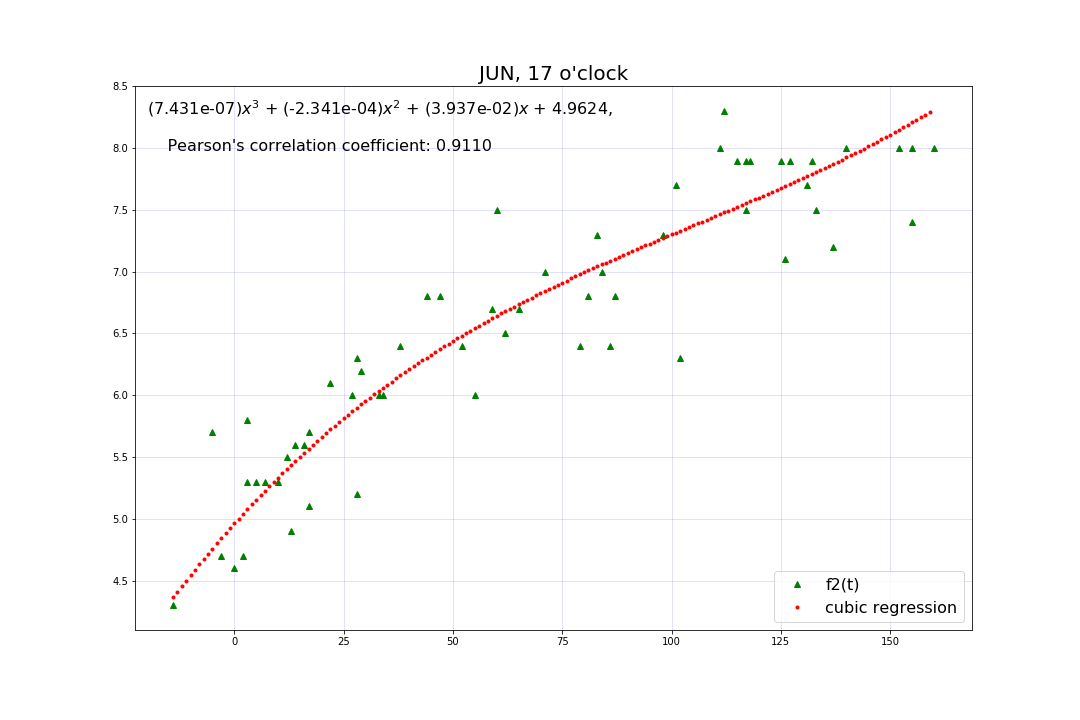 JUN, 17 o'clock
(7.431e-07)x³ + (-2.341e-04)x² + (3.937e-02)x + 4.9624,
Pearson's correlation coefficient: 0.9110
8.5
8.0
7.5
7.0
6.5
6.0
5.5
5.0
4.5
f2(t)
cubic regression
0 25 50 75 100 125 150